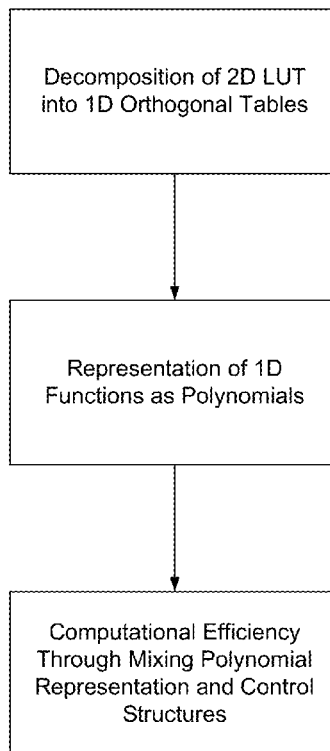 Decomposition of 2D LUT
into 1D Orthogonal Tables
Representation of 1D
Functions as Polynomials
Computational Efficiency
Through Mixing Polynomial
Representation and Control
Structures